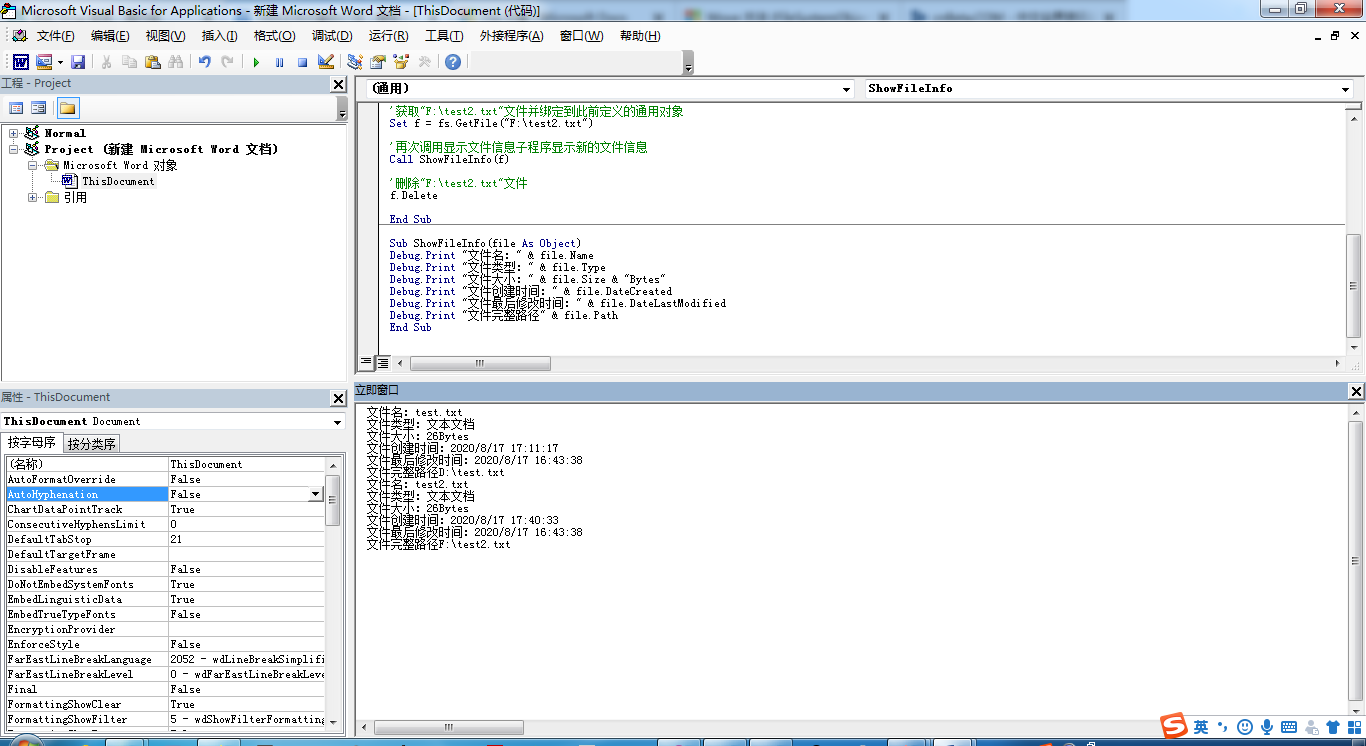 Microsoft Visual Basic for Applications - 新建 Microsoft Word 文档 - [ThisDocument (代码)]
文件(F) 编辑(E) 视图(V) 插入(I) 格式(O) 调试(D) 运行(R) 工具(T) 外接程序(A) 窗口(W) 帮助(H)
工程 - Project
Normal
Project (新建 Microsoft Word 文档)
Microsoft Word 对象
ThisDocument
引用
属性 - ThisDocument
ThisDocument Document
按字母序 按分类序
(名称) ThisDocument
AutoFormatOverride False
AutoHyphenation False
ChartDataPointTrack True
ConsecutiveHyphensLimit 0
DefaultTabStop 21
DefaultTargetFrame
DisableFeatures False
DoNotEmbedSystemFonts True
EmbedLinguisticData True
EmbedTrueTypeFonts False
EncryptionProvider
EnforceStyle False
FarEastLineBreakLanguage 2052 - wdLineBreakSimplifi
FarEastLineBreakLevel 0 - wdFarEastLineBreakLeve
Final False
FormattingShowClear True
FormattingShowFilter 5 - wdShowFilterFormatting
(通用) ShowFileInfo
'获取"F:\test2.txt"文件并绑定到此前定义的通用对象
Set f = fs.GetFile("F:\test2.txt")
'再次调用显示文件信息子程序显示新的文件信息
Call ShowFileInfo(f)
'删除"F:\test2.txt"文件
f.Delete
End Sub
Sub ShowFileInfo(file As Object)
Debug.Print "文件名：" & file.Name
Debug.Print "文件类型：" & file.Type
Debug.Print "文件大小：" & file.Size & "Bytes"
Debug.Print "文件创建时间：" & file.DateCreated
Debug.Print "文件最后修改时间：" & file.DateLastModified
Debug.Print "文件完整路径" & file.Path
End Sub
立即窗口
文件名：test.txt
文件类型：文本文档
文件大小：26Bytes
文件创建时间：2020/8/17 17:11:17
文件最后修改时间：2020/8/17 16:43:38
文件完整路径D:\test.txt
文件名：test2.txt
文件类型：文本文档
文件大小：26Bytes
文件创建时间：2020/8/17 17:40:33
文件最后修改时间：2020/8/17 16:43:38
文件完整路径F:\test2.txt
英